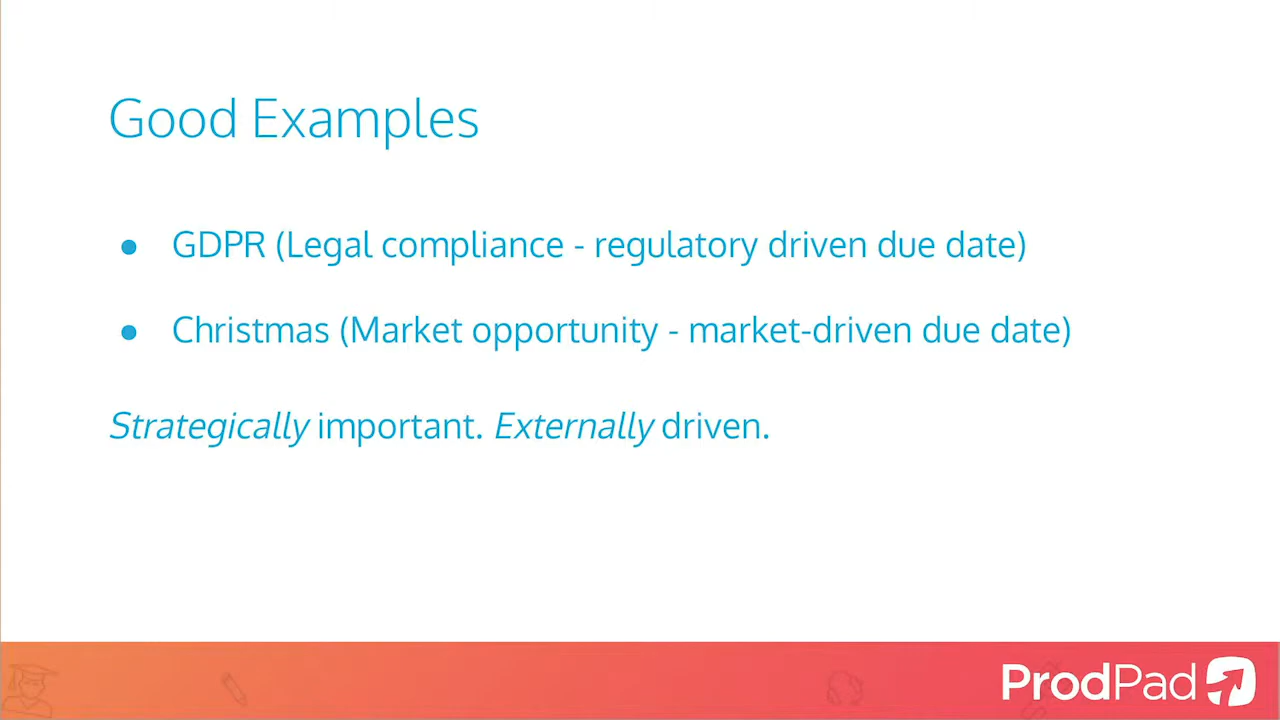 Good Examples
● GDPR (Legal compliance - regulatory driven due date)
● Christmas (Market opportunity - market-driven due date)
Strategically important. Externally driven.
ProdPad